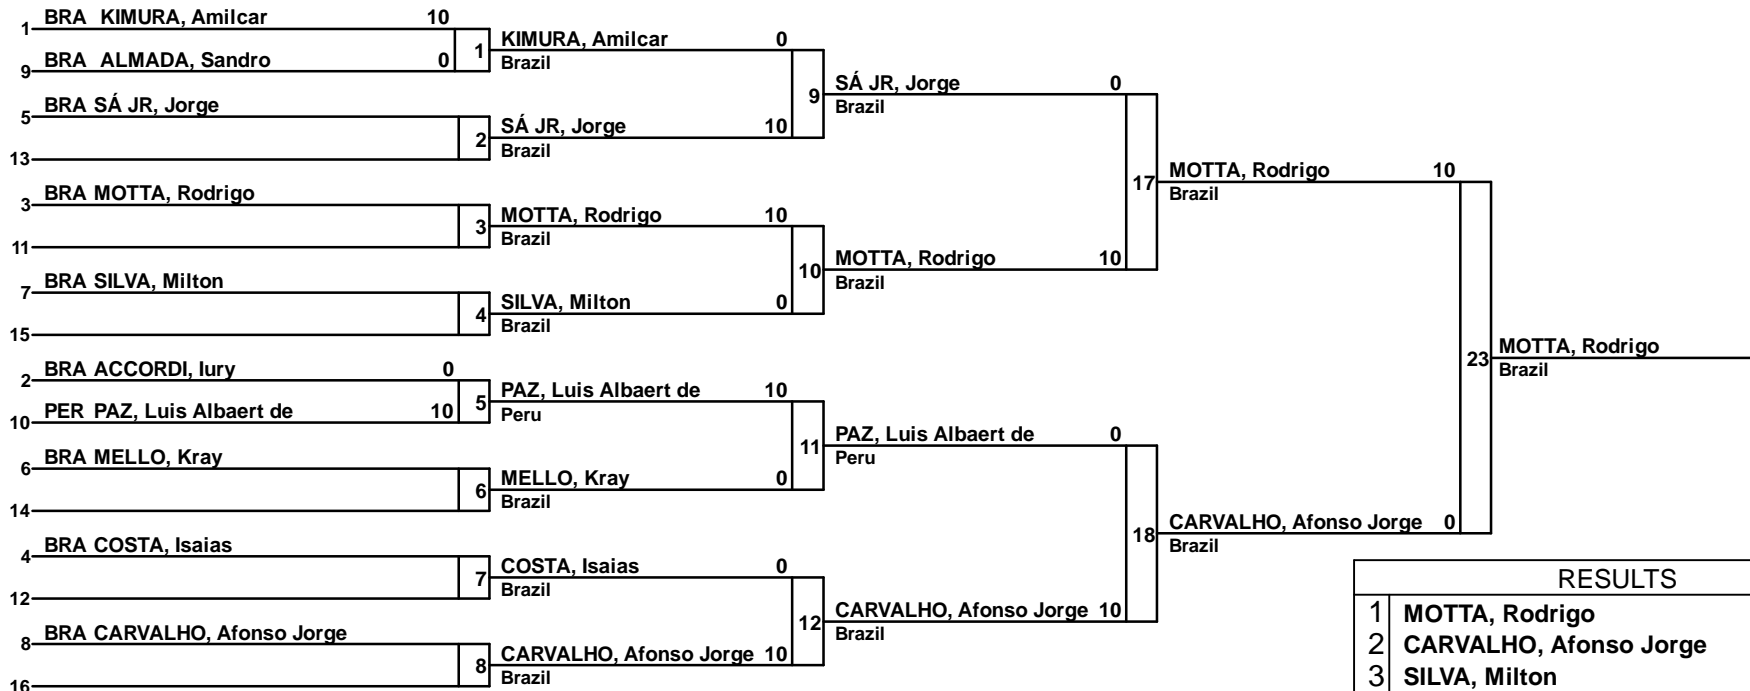 1 BRA KIMURA, Amilcar 10
9 BRA ALMADA, Sandro 0
1
KIMURA, Amilcar 0
Brazil
5 BRA SÁ JR, Jorge
13
2
SÁ JR, Jorge 10
Brazil
9
SÁ JR, Jorge 0
Brazil
3 BRA MOTTA, Rodrigo
11
3
MOTTA, Rodrigo 10
Brazil
7 BRA SILVA, Milton
15
4
SILVA, Milton 0
Brazil
10
MOTTA, Rodrigo 10
Brazil
17
MOTTA, Rodrigo 10
Brazil
2 BRA ACCORDI, Iury 0
10 PER PAZ, Luis Albaert de 10
5
PAZ, Luis Albaert de 10
Peru
6 BRA MELLO, Kray
14
6
MELLO, Kray 0
Brazil
11
PAZ, Luis Albaert de 0
Peru
4 BRA COSTA, Isaias
12
7
COSTA, Isaias 0
Brazil
8 BRA CARVALHO, Afonso Jorge
16
8
CARVALHO, Afonso Jorge 10
Brazil
12
CARVALHO, Afonso Jorge 10
Brazil
18
CARVALHO, Afonso Jorge 0
Brazil
23
MOTTA, Rodrigo
Brazil
RESULTS
1 MOTTA, Rodrigo
2 CARVALHO, Afonso Jorge
3 SILVA, Milton